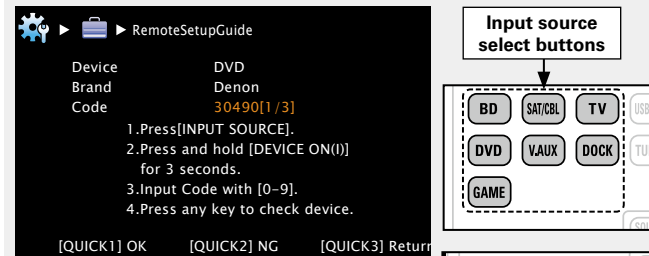 RemoteSetupGuide
Device DVD
Brand Denon
Code 30490[1/3]
1.Press[INPUT SOURCE].
2.Press and hold [DEVICE ON(I)]
for 3 seconds.
3.Input Code with [0–9].
4.Press any key to check device.
[QUICK1] OK [QUICK2] NG [QUICK3] Return
Input source
select buttons
BD SAT/CBL TV USB
DVD V.AUX DOCK TU
GAME